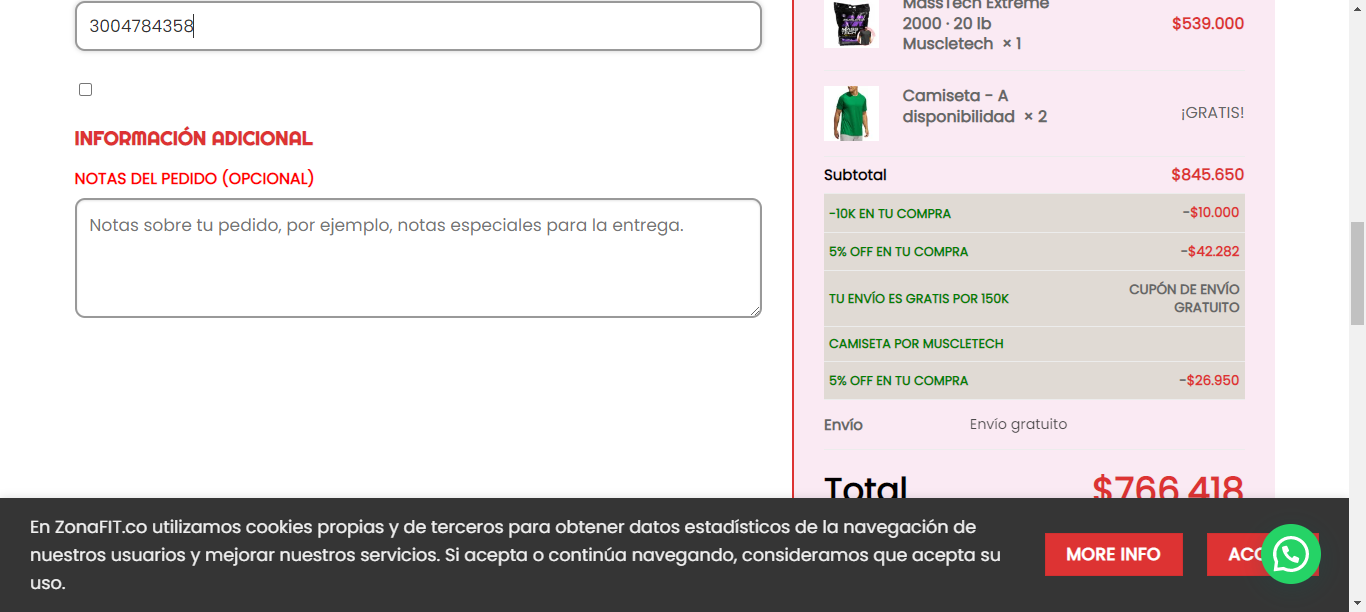 3004784358
INFORMACIÓN ADICIONAL
NOTAS DEL PEDIDO (OPCIONAL)
Notas sobre tu pedido, por ejemplo, notas especiales para la entrega.
MassTech Extreme
2000 · 20 lb
Muscletech × 1
$539.000
Camiseta - A
disponibilidad × 2
¡GRATIS!
Subtotal $845.650
-10K EN TU COMPRA -$10.000
5% OFF EN TU COMPRA -$42.282
TU ENVÍO ES GRATIS POR 150K
CUPÓN DE ENVÍO
GRATUITO
CAMISETA POR MUSCLETECH
5% OFF EN TU COMPRA -$26.950
Envío Envío gratuito
Total $766.418
En ZonaFIT.co utilizamos cookies propias y de terceros para obtener datos estadísticos de la navegación de
nuestros usuarios y mejorar nuestros servicios. Si acepta o continúa navegando, consideramos que acepta su
uso.
MORE INFO